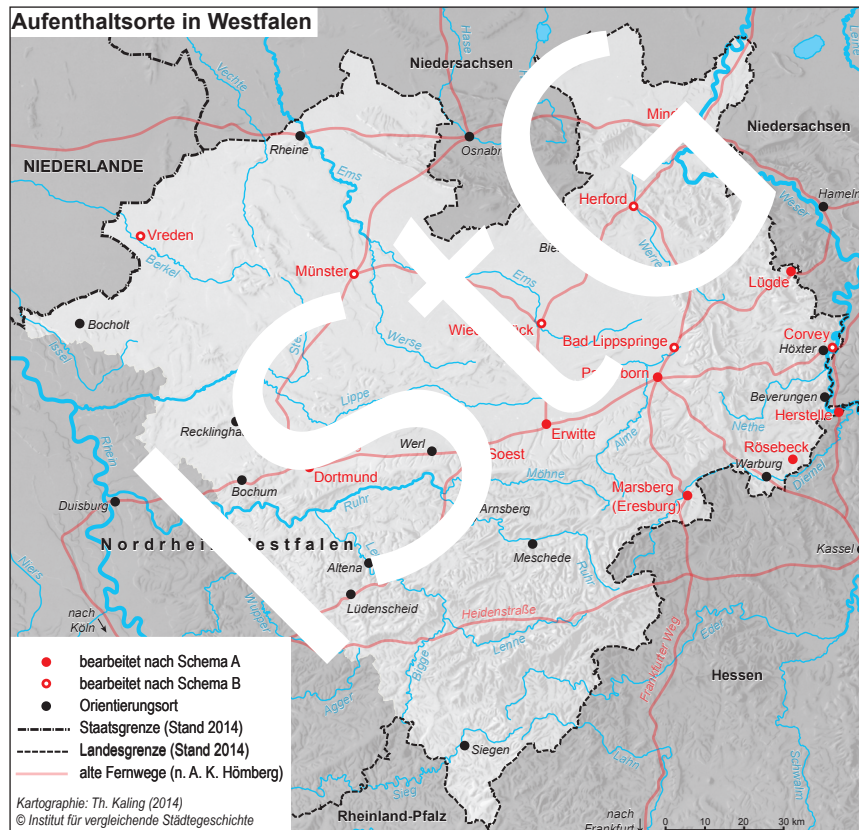 Aufenthaltsorte in Westfalen
Niedersachsen
Hase
Leine
Vechte
Niedersachsen
NIEDERLANDE
Rheine
Ems
Hameln
Weser
Herford
Vreden
Berkel
Werre
Münster
Ems
Lügde
Bocholt
Issel
Werse
Bad Lippspringe
Corvey
Höxter
Lippe
Beverungen
Herstelle
Erwitte
Alme
Nethe
Werl
Soest
Rösebeck
Rhein
Dortmund
Möhne
Warburg
Diemel
Bochum
Marsberg
(Eresburg)
Duisburg
Ruhr
Arnsberg
Meschede
Kassel
Altena
Ruhr
Niers
Lüdenscheid
Wupper
nach
Köln
Heidenstraße
Lenne
Eder
Frankfurter Weg
Bigge
Hessen
Agger
Siegen
Lahn
Schwalm
Sieg
Rheinland-Pfalz
nach
Frankfurt
0 10 20 30 km
bearbeitet nach Schema A
bearbeitet nach Schema B
Orientierungsort
Staatsgrenze (Stand 2014)
Landesgrenze (Stand 2014)
alte Fernwege (n. A. K. Hömberg)
Kartographie: Th. Kaling (2014)
© Institut für vergleichende Städtegeschichte
IStG